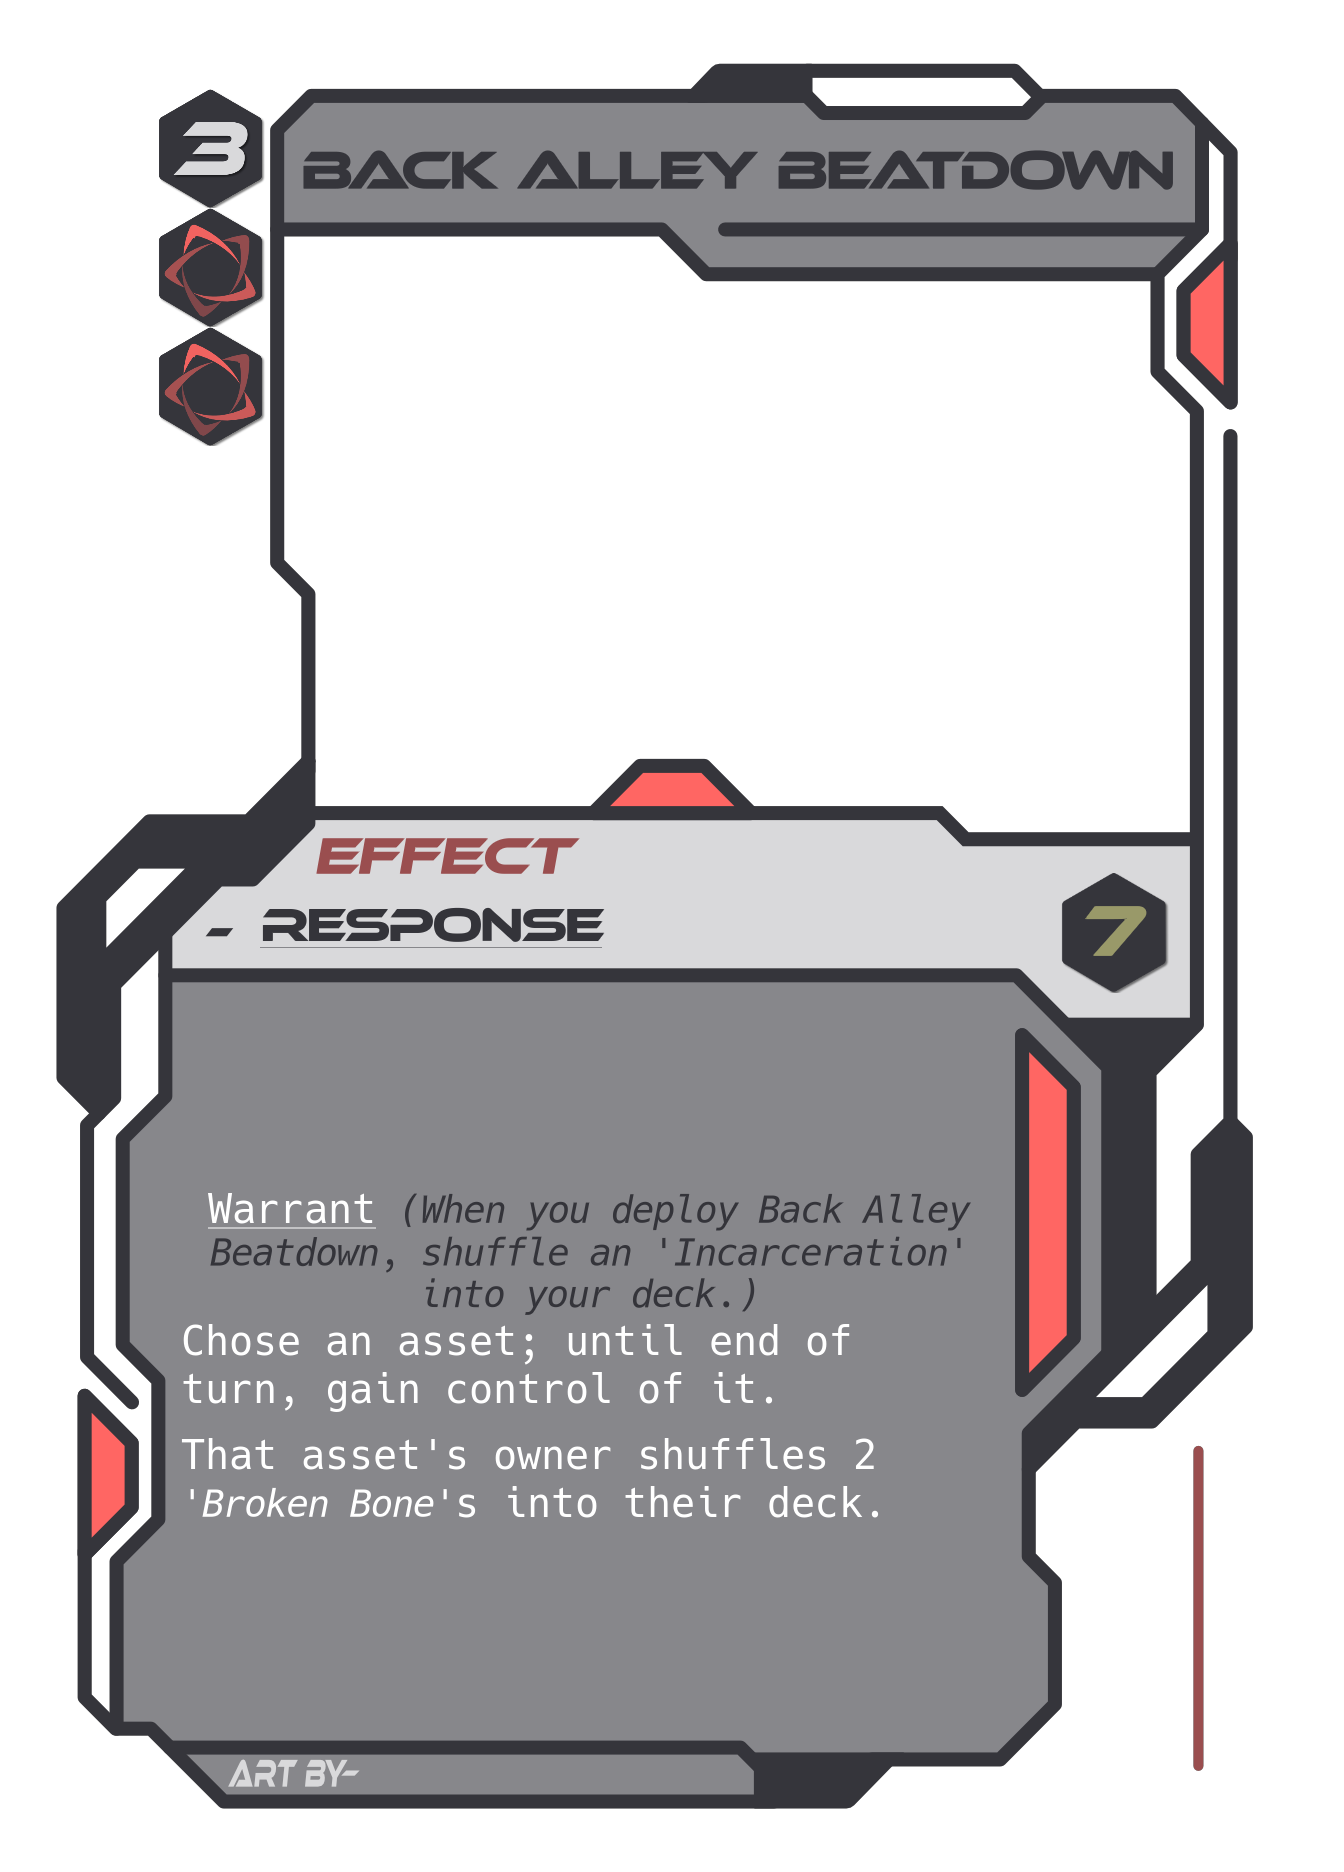 3
BACK ALLEY BEATDOWN
EFFECT
- RESPONSE
7
Warrant (When you deploy Back Alley
Beatdown, shuffle an 'Incarceration'
into your deck.)
Chose an asset; until end of
turn, gain control of it.
That asset's owner shuffles 2
'Broken Bone's into their deck.
ART BY-